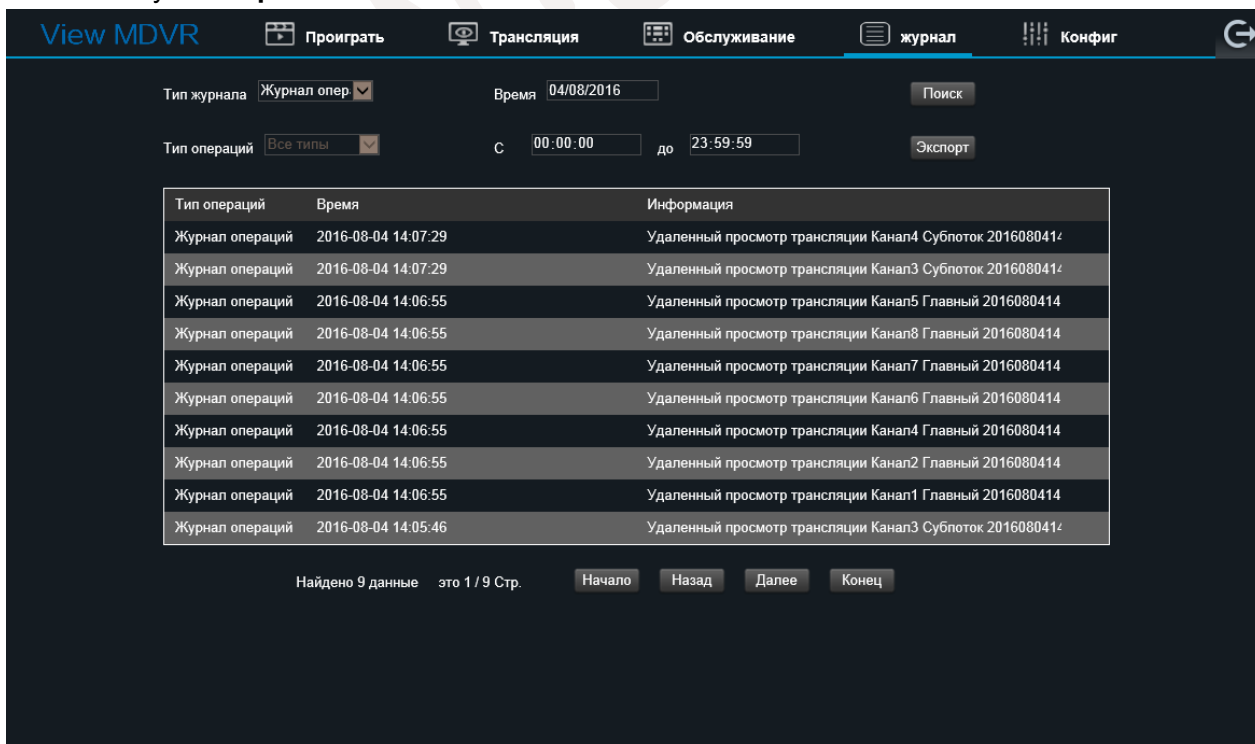 View MDVR Проиграть Трансляция Обслуживание журнал Конфиг
Тип журнала Журнал опер Время 04/08/2016 Поиск
Тип операций Все типы С 00:00:00 до 23:59:59 Экспорт
Тип операций Время Информация
Журнал операций 2016-08-04 14:07:29 Удаленный просмотр трансляции Канал4 Субпоток 2016080414
Журнал операций 2016-08-04 14:07:29 Удаленный просмотр трансляции Канал3 Субпоток 2016080414
Журнал операций 2016-08-04 14:06:55 Удаленный просмотр трансляции Канал5 Главный 2016080414
Журнал операций 2016-08-04 14:06:55 Удаленный просмотр трансляции Канал8 Главный 2016080414
Журнал операций 2016-08-04 14:06:55 Удаленный просмотр трансляции Канал7 Главный 2016080414
Журнал операций 2016-08-04 14:06:55 Удаленный просмотр трансляции Канал6 Главный 2016080414
Журнал операций 2016-08-04 14:06:55 Удаленный просмотр трансляции Канал4 Главный 2016080414
Журнал операций 2016-08-04 14:06:55 Удаленный просмотр трансляции Канал2 Главный 2016080414
Журнал операций 2016-08-04 14:06:55 Удаленный просмотр трансляции Канал1 Главный 2016080414
Журнал операций 2016-08-04 14:05:46 Удаленный просмотр трансляции Канал3 Субпоток 2016080414
Найдено 9 данные это 1 / 9 Стр. Начало Назад Далее Конец